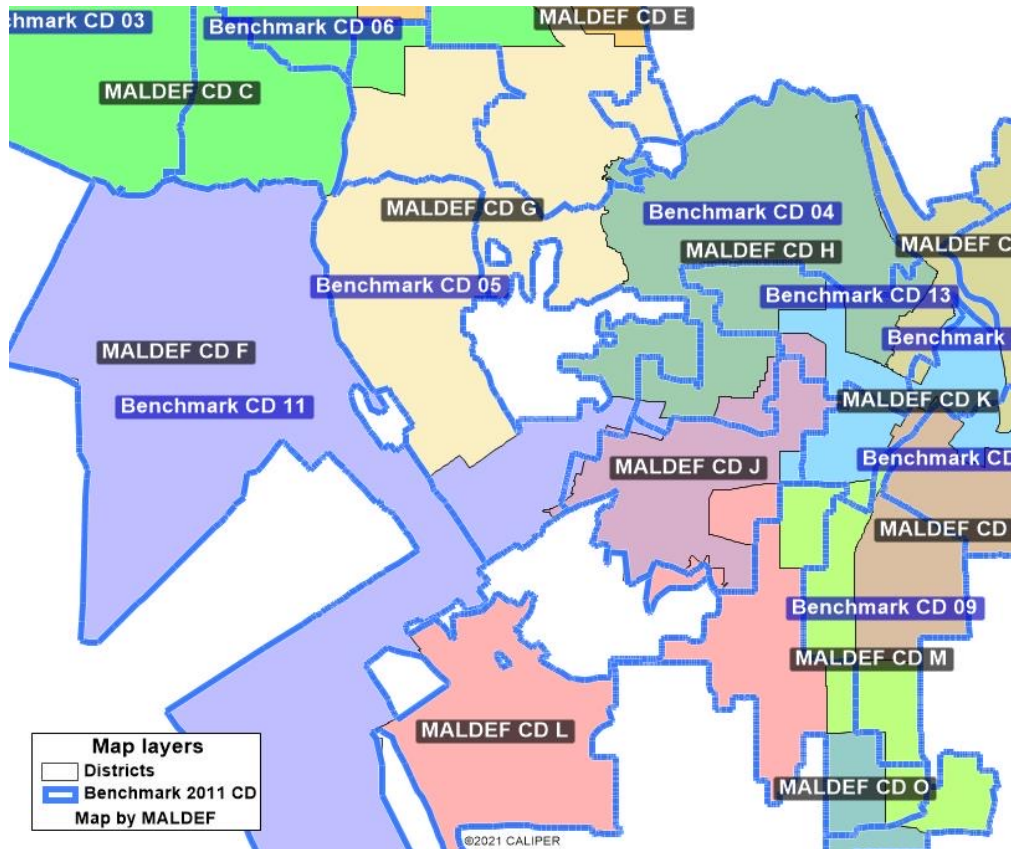 chmark CD 03
Benchmark CD 06
MALDEF CD E
MALDEF CD C
MALDEF CD G
Benchmark CD 04
MALDEF CD H
MALDEF C
Benchmark CD 05
Benchmark CD 13
Benchmark
MALDEF CD F
Benchmark CD 11
MALDEF CD K
MALDEF CD J
Benchmark CD
MALDEF CD
Benchmark CD 09
MALDEF CD M
MALDEF CD L
MALDEF CD O
Map layers
Districts
Benchmark 2011 CD
Map by MALDEF
©2021 CALIPER